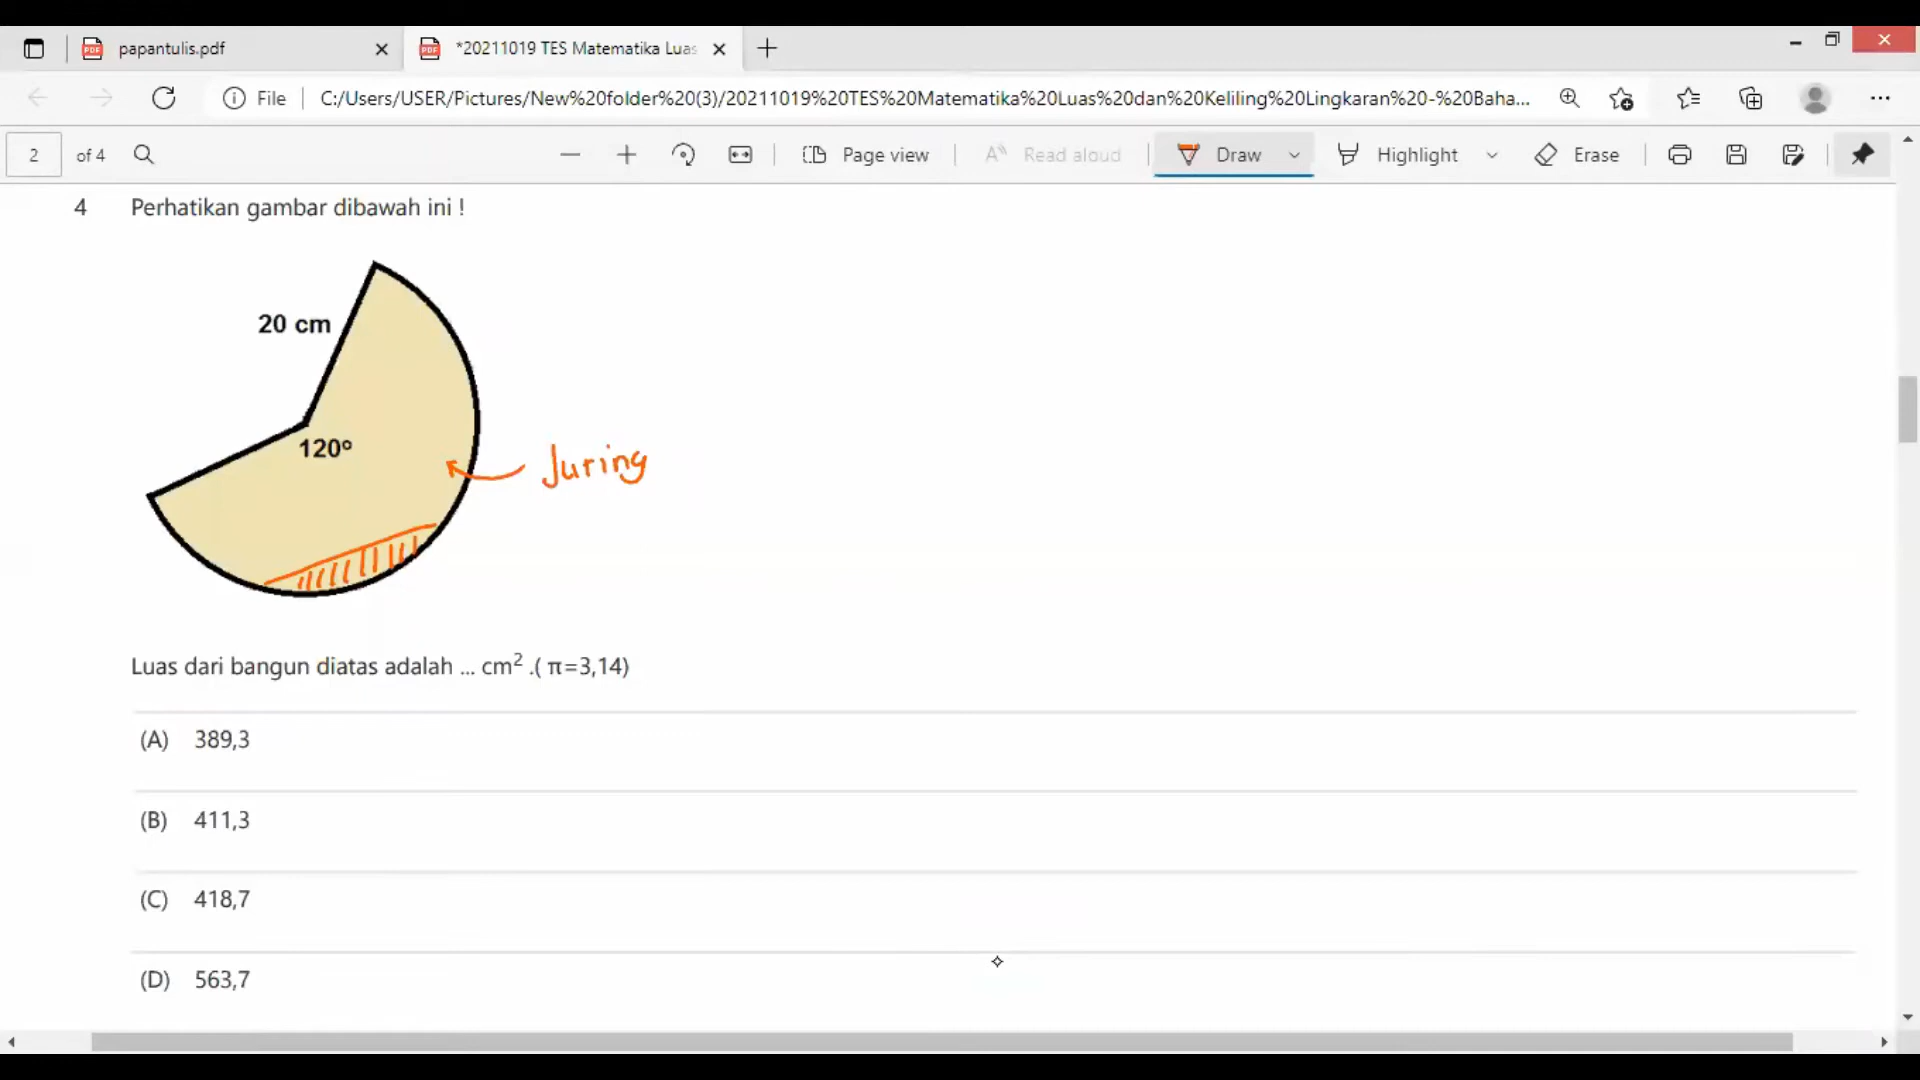 papantulis.pdf
*20211019 TES Matematika Luas
File
C:/Users/USER/Pictures/New%20folder%20(3)/20211019%20TES%20Matematika%20Luas%20dan%20Keliling%20Lingkaran%20-%20Baha...
2 of 4
Page view
Read aloud
Draw
Highlight
Erase
4 Perhatikan gambar dibawah ini !
20 cm
120°
Juring
Luas dari bangun diatas adalah ... cm² .( π=3,14)
(A) 389,3
(B) 411,3
(C) 418,7
(D) 563,7